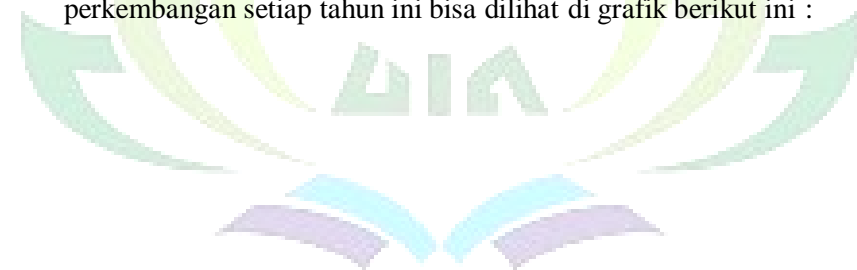 perkembangan setiap tahun ini bisa dilihat di grafik berikut ini :